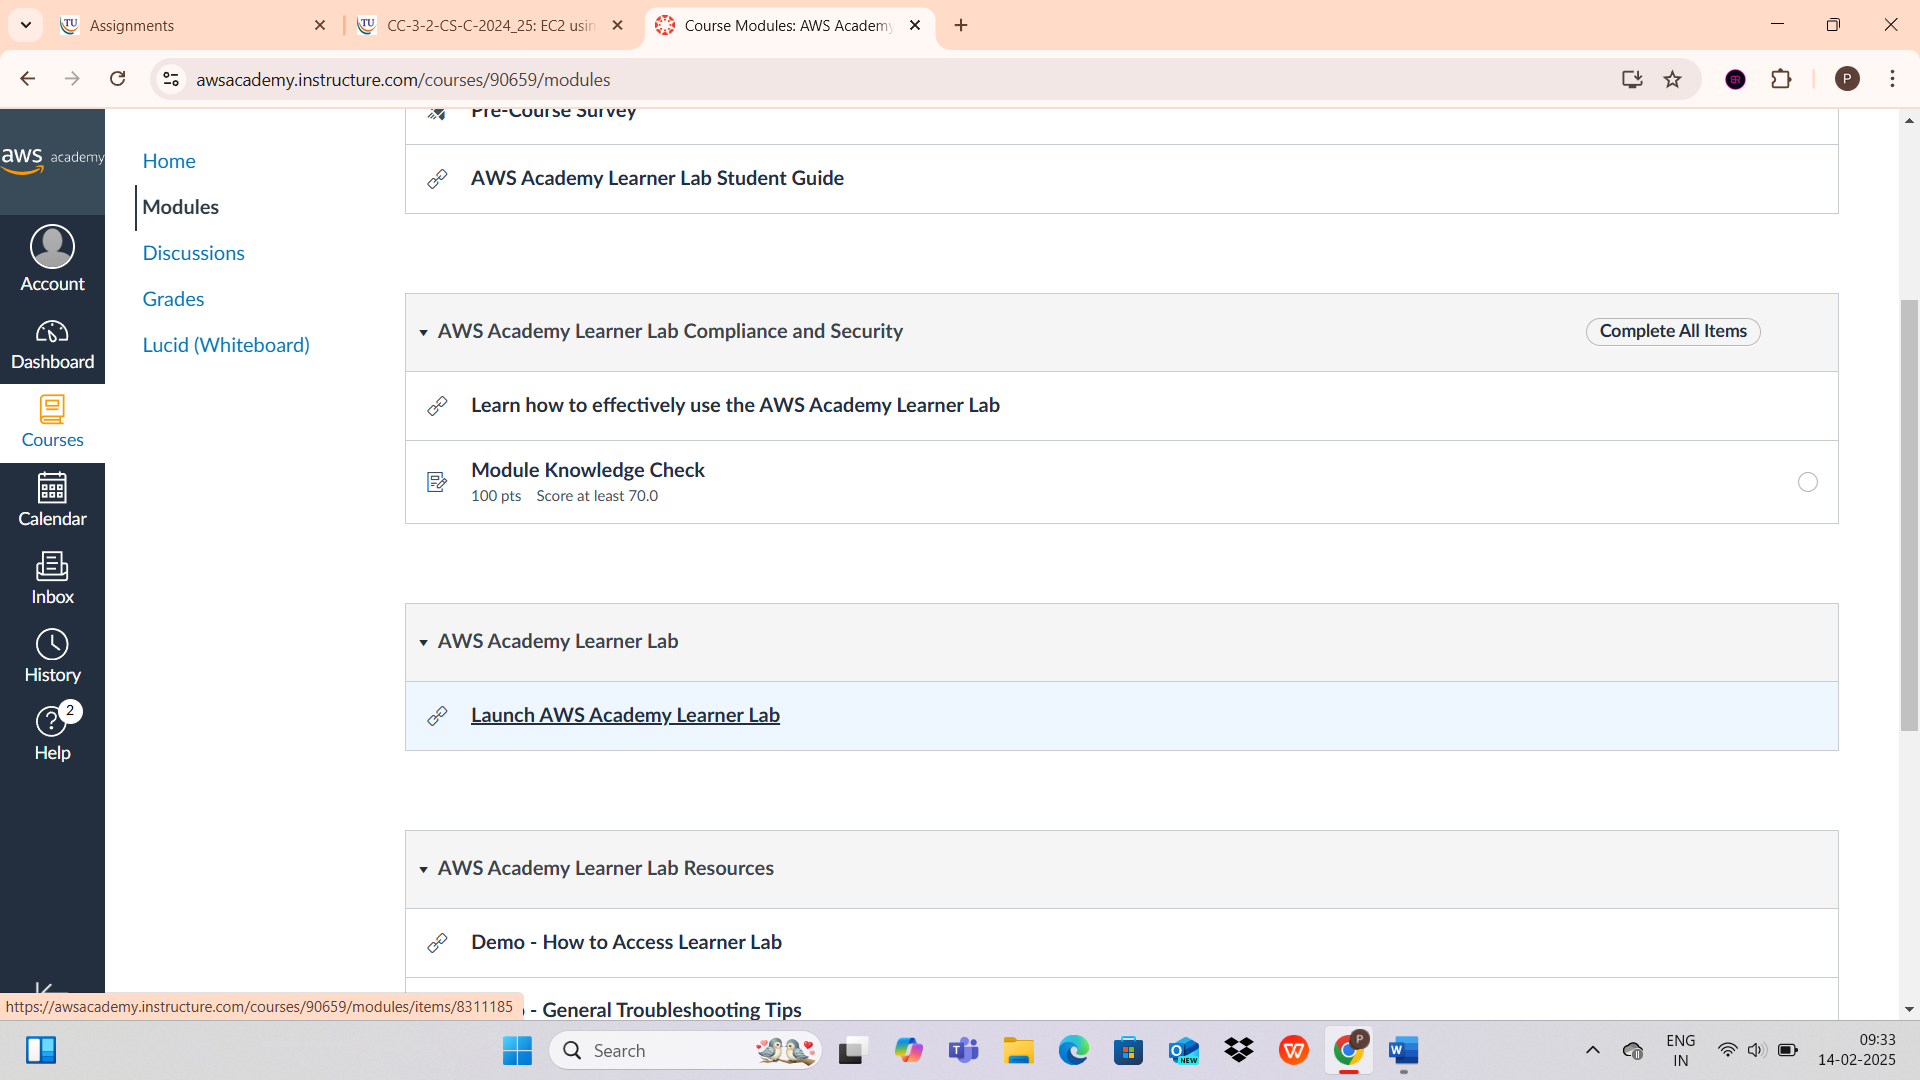 Assignments
CC-3-2-CS-C-2024_25: EC2 usin
Course Modules: AWS Academy
awsacademy.instructure.com/courses/90659/modules
P
aws academy
Account
Dashboard
Courses
Calendar
Inbox
History
2
Help
Home
Modules
Discussions
Grades
Lucid (Whiteboard)
Pre-Course Survey
AWS Academy Learner Lab Student Guide
AWS Academy Learner Lab Compliance and Security
Complete All Items
Learn how to effectively use the AWS Academy Learner Lab
Module Knowledge Check
100 pts Score at least 70.0
AWS Academy Learner Lab
Launch AWS Academy Learner Lab
AWS Academy Learner Lab Resources
Demo - How to Access Learner Lab
- General Troubleshooting Tips
https://awsacademy.instructure.com/courses/90659/modules/items/8311185
Search
NEW
P
ENG
IN
09:33
14-02-2025